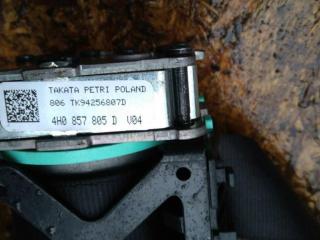 TAKATA PETRI POLAND
806 TK94256807D
4H0 857 805 D V04